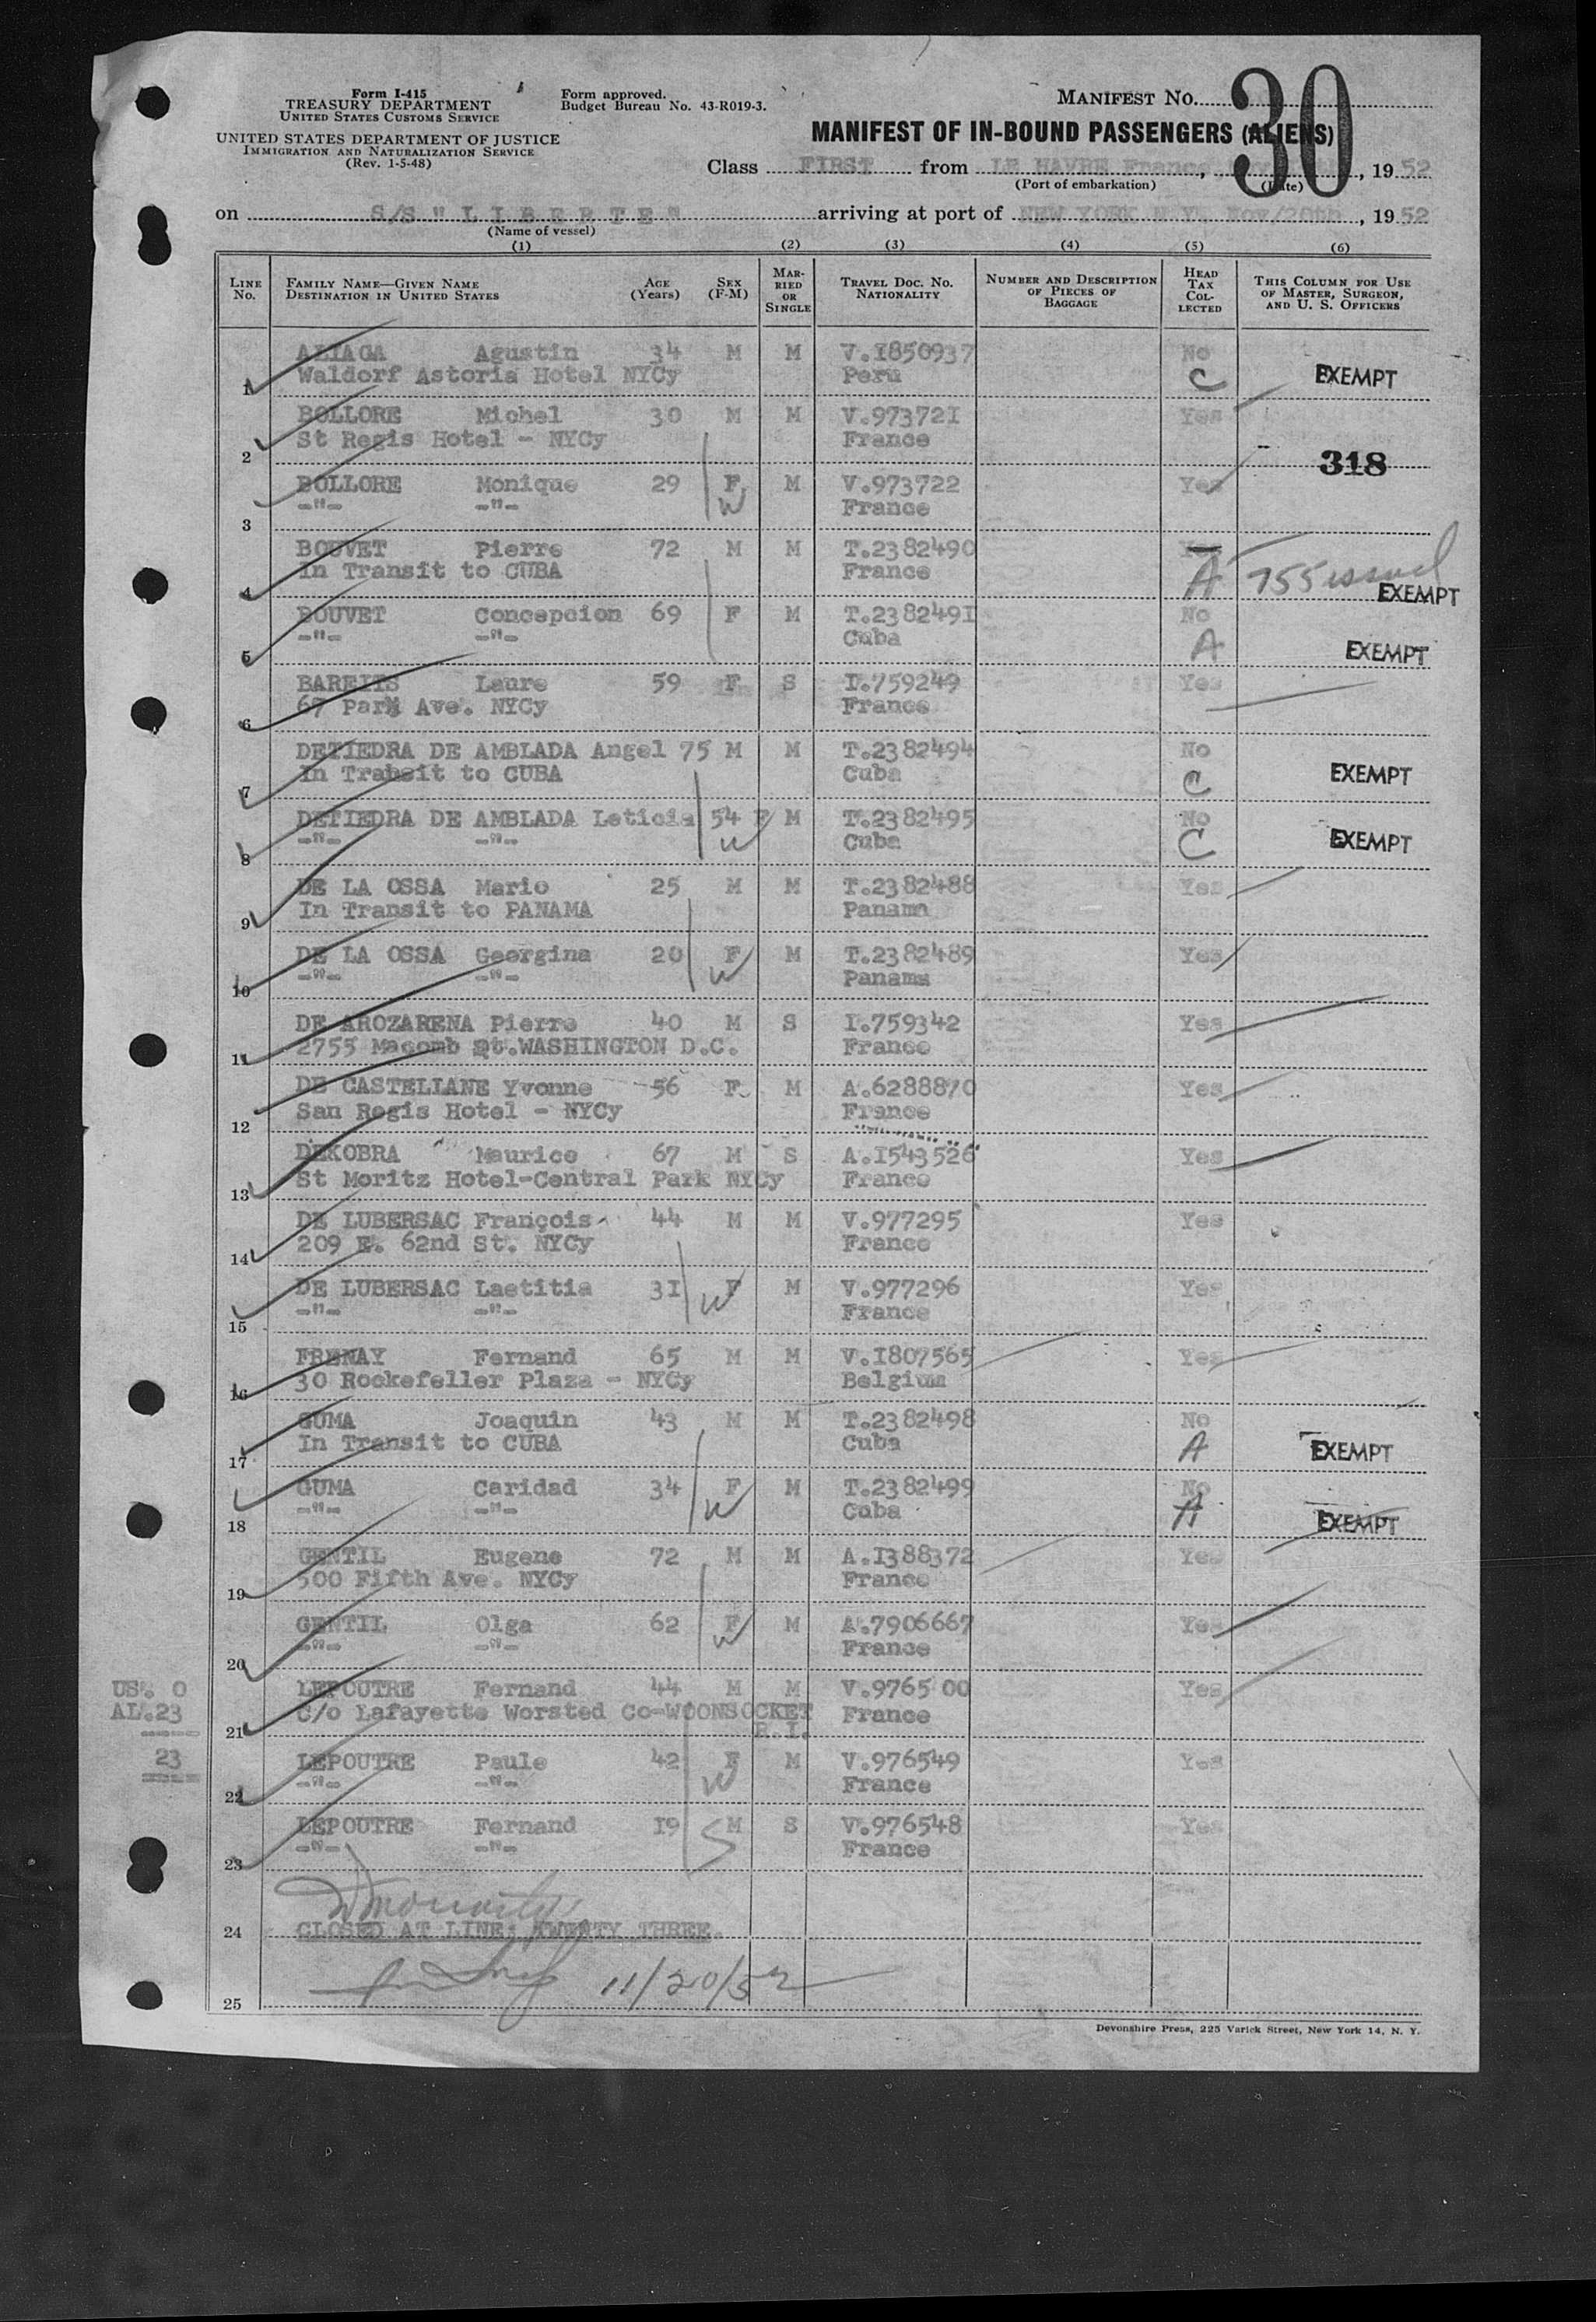 Form I-415
TREASURY DEPARTMENT
UNITED STATES CUSTOMS SERVICE
UNITED STATES DEPARTMENT OF JUSTICE
IMMIGRATION AND NATURALIZATION SERVICE
(Rev. 1-5-48)
Form approved.
Budget Bureau No. 43-R019-3.
MANIFEST NO. 30
MANIFEST OF IN-BOUND PASSENGERS (ALIENS)
Class FIRST from LE HAVRE France, , 1952
(Port of embarkation) (Date)
on S/S "LIBERTE" arriving at port of NEW YORK N.Y. Nov/20th, 1952
(Name of vessel)
(1) (2) (3) (4) (5) (6)
LINE NO. FAMILY NAME—GIVEN NAME DESTINATION IN UNITED STATES AGE (Years) SEX (F-M) MARRIED OR SINGLE TRAVEL DOC. NO. NATIONALITY NUMBER AND DESCRIPTION OF PIECES OF BAGGAGE HEAD TAX COLLECTED THIS COLUMN FOR USE OF MASTER, SURGEON, AND U. S. OFFICERS
ALIAGA Agustin 34 M M V.I850937 No
1 Waldorf Astoria Hotel NYCy Peru C EXEMPT
BOLLORE Michel 30 M M V.97372I Yes
2 St Regis Hotel - NYCy France
318
BOLLORE Monique 29 F M V.973722 Yes
3 -"- -"- W France
BOUVET Pierre 72 M M T.2382490 Yes
4 In Transit to CUBA France A 755 issued EXEMPT
BOUVET Concepcion 69 F M T.238249I No
5 -"- -"- Cuba A EXEMPT
BAREITS Laure 59 F S I.759249 Yes
6 67 Park Ave. NYCy France
DETIEDRA DE AMBLADA Angel 75 M M T.2382494 No
7 In Transit to CUBA Cuba C EXEMPT
DETIEDRA DE AMBLADA Leticia 54 F M T.2382495 No
8 -"- -"- W Cuba C EXEMPT
DE LA OSSA Mario 25 M M T.2382488 Yes
9 In Transit to PANAMA Panama
DE LA OSSA Georgina 20 F M T.2382489 Yes
10 -"- -"- W Panama
DE AROZARENA Pierre 40 M S I.759342 Yes
11 2755 Macomb St.WASHINGTON D.C. France
DE CASTELLANE Yvonne 56 F M A.6288870 Yes
12 San Regis Hotel - NYCy France
DEKOBRA Maurice 67 M S A.I543526 Yes
13 St Moritz Hotel-Central Park NYCy France
DE LUBERSAC François 44 M M V.977295 Yes
14 209 E. 62nd St. NYCy France
DE LUBERSAC Laetitia 3I F M V.977296 Yes
15 -"- -"- W France
FRENAY Fernand 65 M M V.I807565 Yes
16 30 Rockefeller Plaza - NYCy Belgium
GUMA Joaquin 43 M M T.2382498 No
17 In Transit to CUBA Cuba A EXEMPT
GUMA Caridad 34 F M T.2382499 No
18 -"- -"- W Cuba A EXEMPT
GENTIL Eugene 72 M M A.I388372 Yes
19 500 Fifth Ave. NYCy France
GENTIL Olga 62 F M A.7906667 Yes
20 -"- -"- W France
US. 0 LEPOUTRE Fernand 44 M M V.9765 00 Yes
AL.23 21 C/o Lafayette Worsted Co-WOONSOCKET R.I. France
23 LEPOUTRE Paule 42 F M V.976549 Yes
22 -"- -"- W France
LEPOUTRE Fernand I9 M S V.976548 Yes
23 -"- -"- S France
24 CLOSED AT LINE: TWENTY THREE.
25 11/20/52
Devonshire Press, 225 Varick Street, New York 14, N. Y.